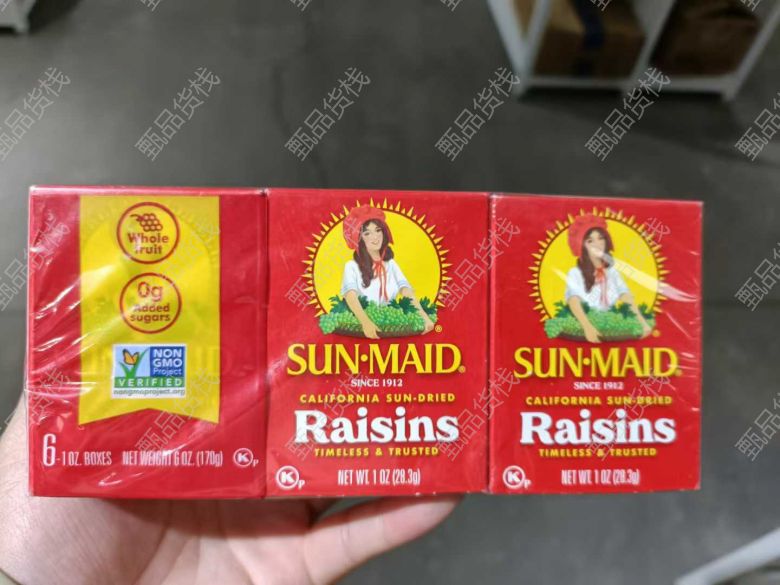 Whole
fruit
0g
Added
sugars
NON
GMO
Project
VERIFIED
nongmoproject.org
6-1 OZ. BOXES NET WEIGHT 6 OZ. (170g) K P
SUN·MAID®
SINCE 1912
CALIFORNIA SUN-DRIED
Raisins
TIMELESS & TRUSTED
K P NET WT. 1 OZ (28.3g)
SUN·MAID®
SINCE 1912
CALIFORNIA SUN-DRIED
Raisins
TIMELESS & TRUSTED
K P NET WT. 1 OZ (28.3g)
甄品货栈